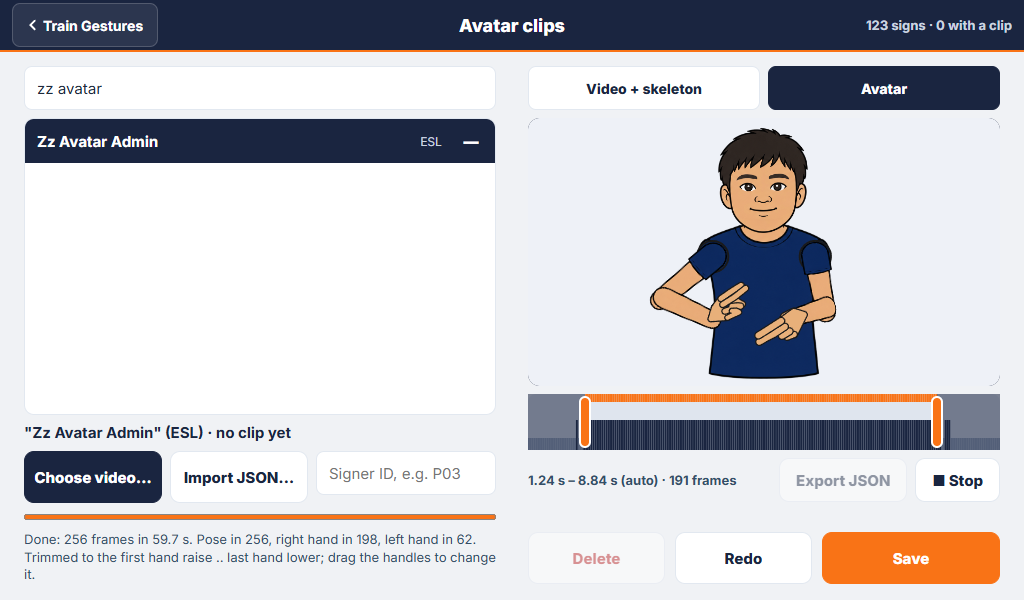 Train Gestures
Avatar clips
123 signs · 0 with a clip
zz avatar
Zz Avatar Admin
ESL
"Zz Avatar Admin" (ESL) · no clip yet
Choose video...
Import JSON...
Signer ID, e.g. P03
Done: 256 frames in 59.7 s. Pose in 256, right hand in 198, left hand in 62.
Trimmed to the first hand raise .. last hand lower; drag the handles to change
it.
Video + skeleton
Avatar
1.24 s – 8.84 s (auto) · 191 frames
Export JSON
Stop
Delete
Redo
Save